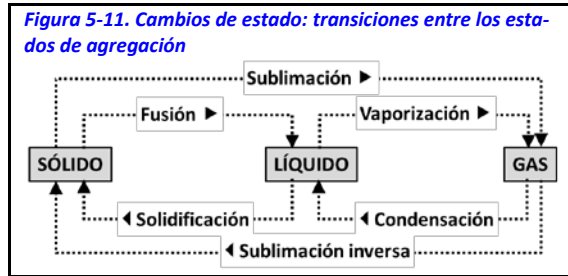 Figura 5-11. Cambios de estado: transiciones entre los esta-
dos de agregación
Sublimación ►
Fusión ►
Vaporización ►
SÓLIDO
LÍQUIDO
GAS
◄ Solidificación
◄ Condensación
◄ Sublimación inversa